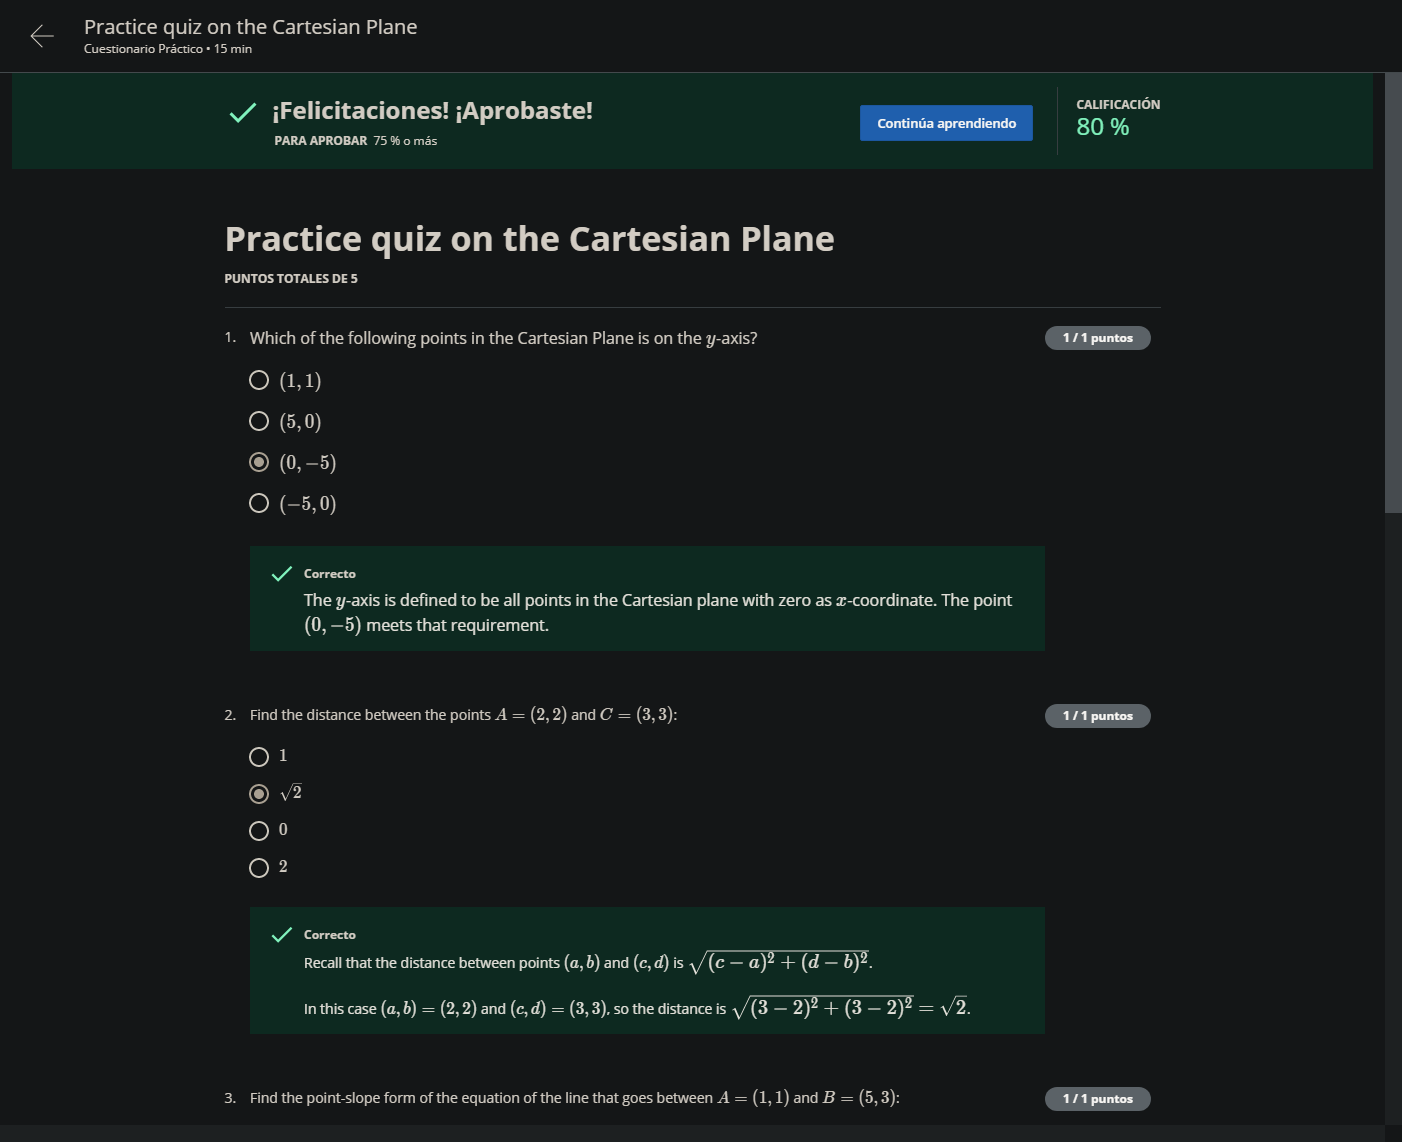 Practice quiz on the Cartesian Plane
Cuestionario Práctico • 15 min
¡Felicitaciones! ¡Aprobaste!
PARA APROBAR 75 % o más
Continúa aprendiendo
CALIFICACIÓN
80 %
Practice quiz on the Cartesian Plane
PUNTOS TOTALES DE 5
1. Which of the following points in the Cartesian Plane is on the y-axis?
1 / 1 puntos
(1, 1)
(5, 0)
(0, −5)
(−5, 0)
Correcto
The y-axis is defined to be all points in the Cartesian plane with zero as x-coordinate. The point
(0, −5) meets that requirement.
2. Find the distance between the points A = (2, 2) and C = (3, 3):
1 / 1 puntos
1
√2
0
2
Correcto
Recall that the distance between points (a, b) and (c, d) is √(c − a)² + (d − b)².
In this case (a, b) = (2, 2) and (c, d) = (3, 3), so the distance is √(3 − 2)² + (3 − 2)² = √2.
3. Find the point-slope form of the equation of the line that goes between A = (1, 1) and B = (5, 3):
1 / 1 puntos